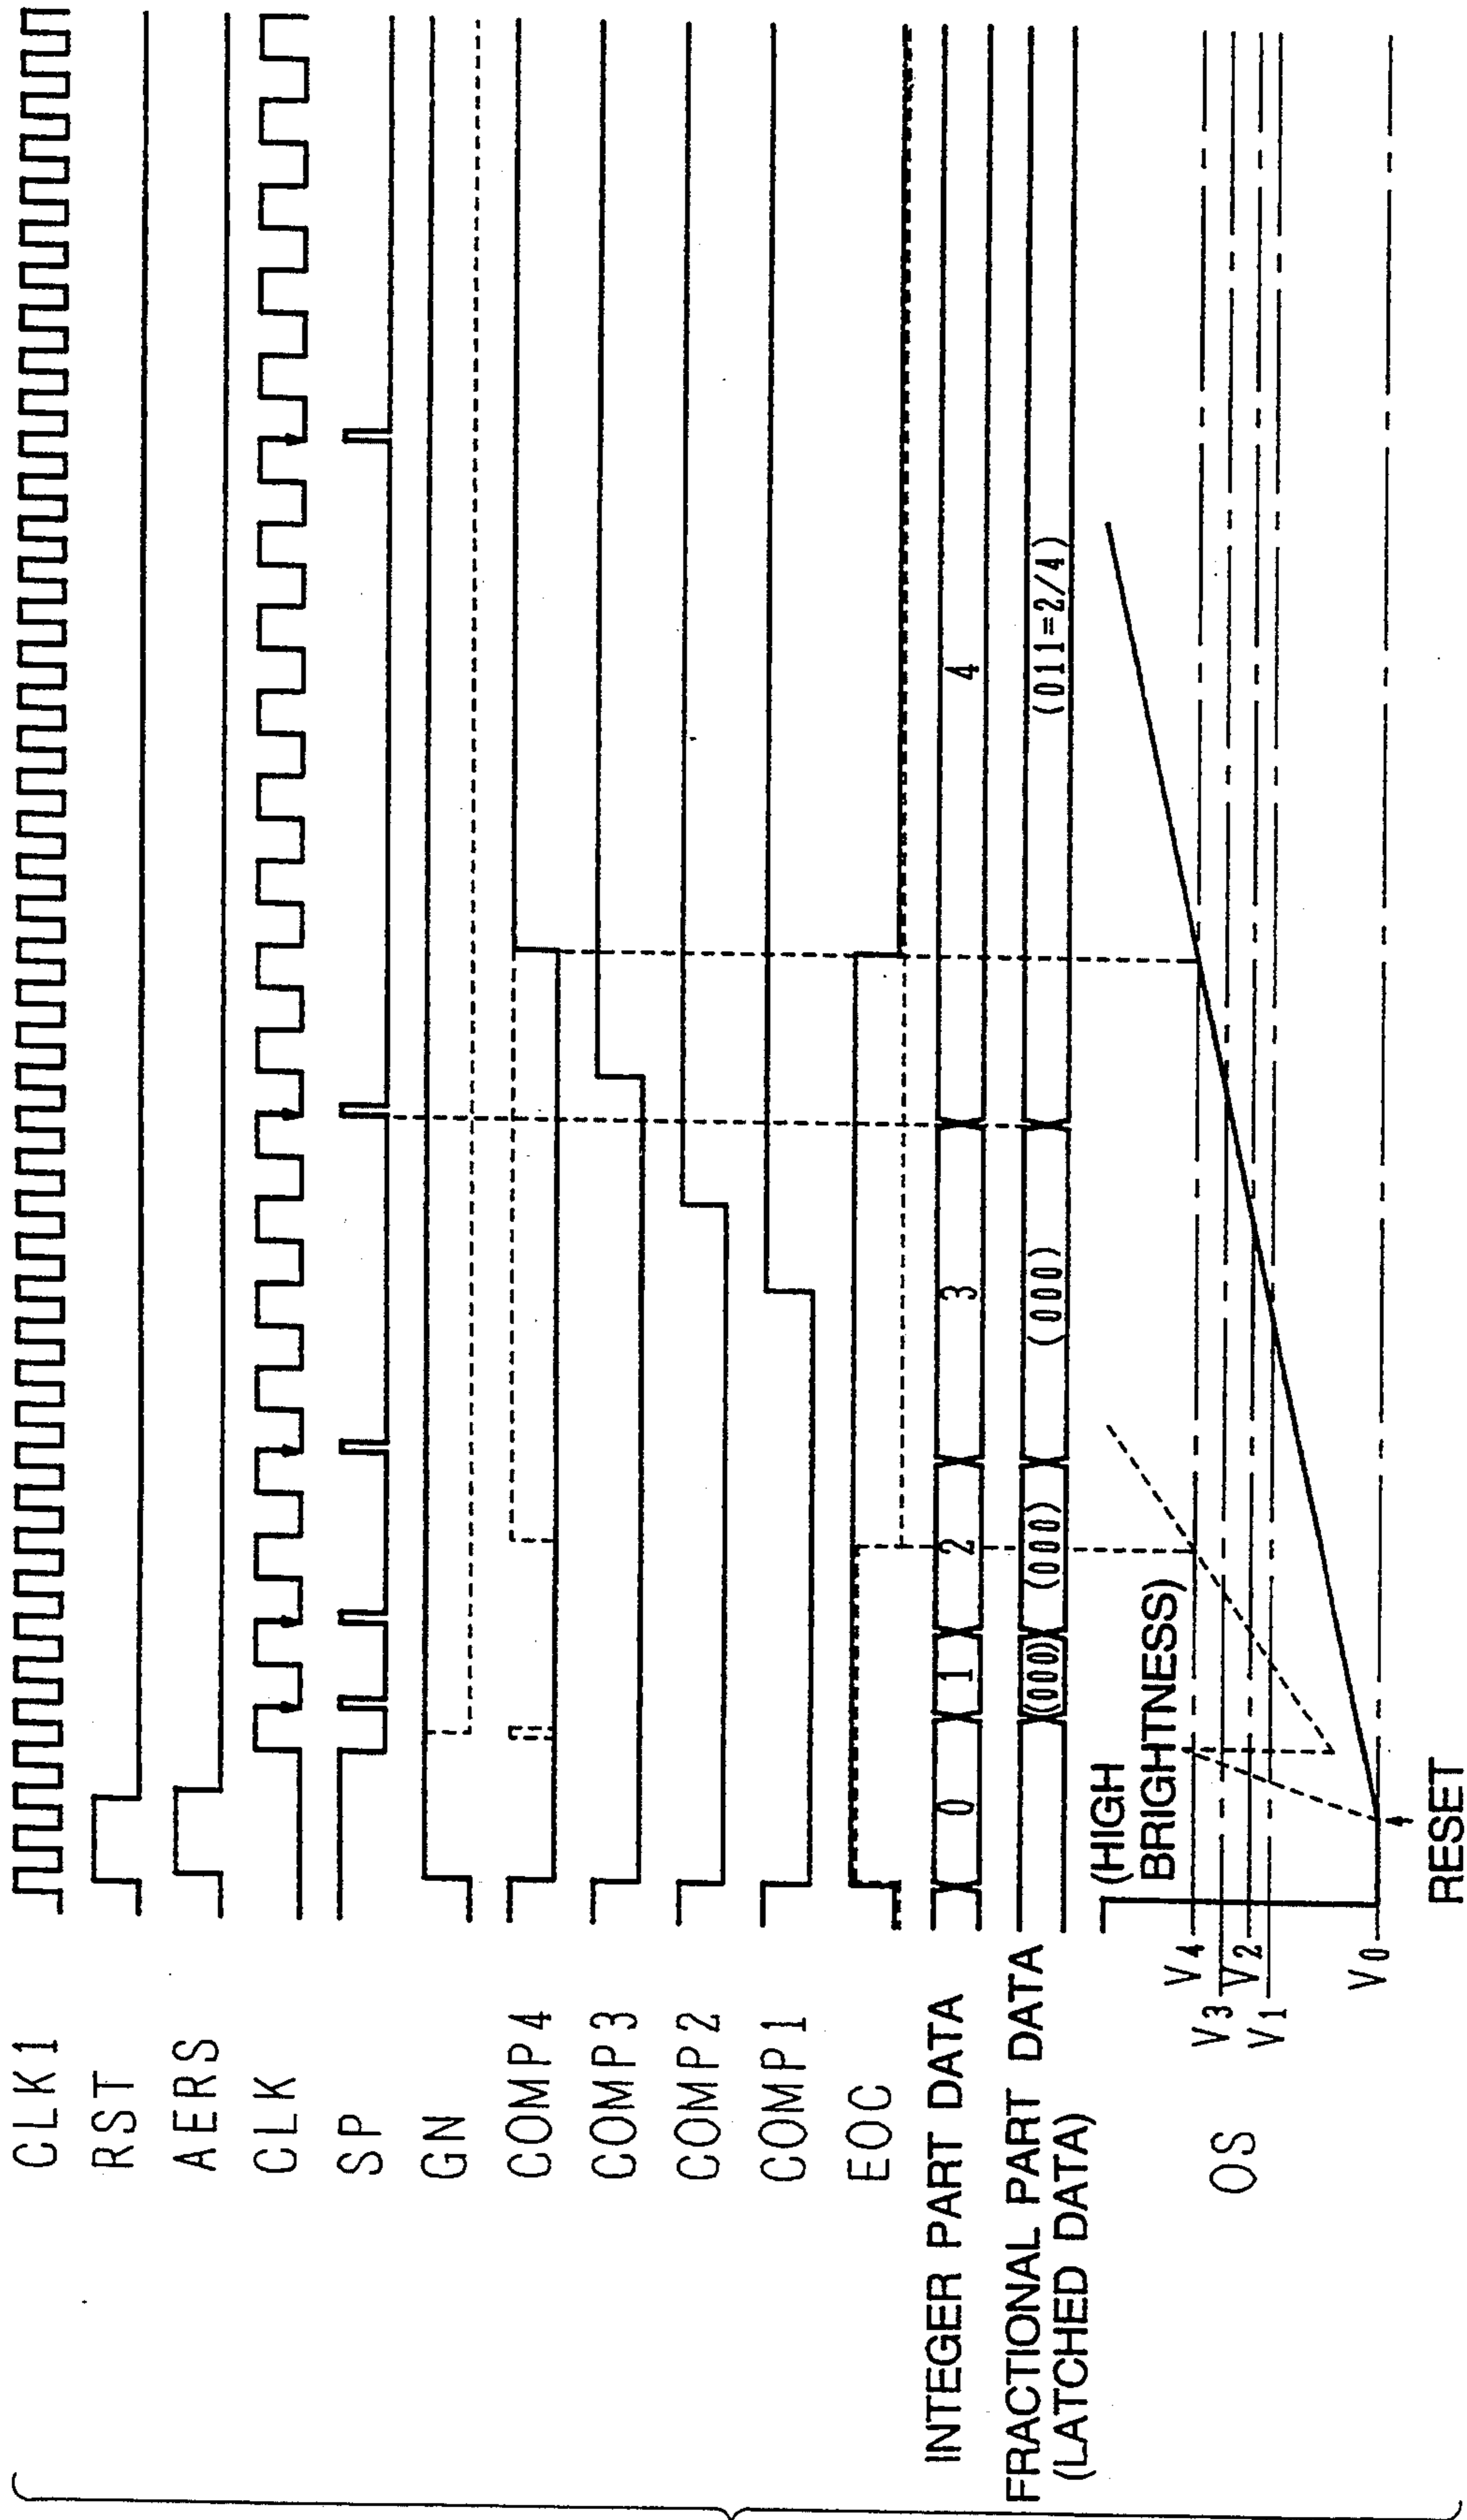 CLK1
RST
AERS
CLK
SP
GN
COMP4
COMP3
COMP2
COMP1
EOC
INTEGER PART DATA
0
1
2
3
4
FRACTIONAL PART DATA
(LATCHED DATA)
(000)
(000)
(000)
(011=2/4)
OS
(HIGH
BRIGHTNESS)
V4
V3
V2
V1
V0
RESET